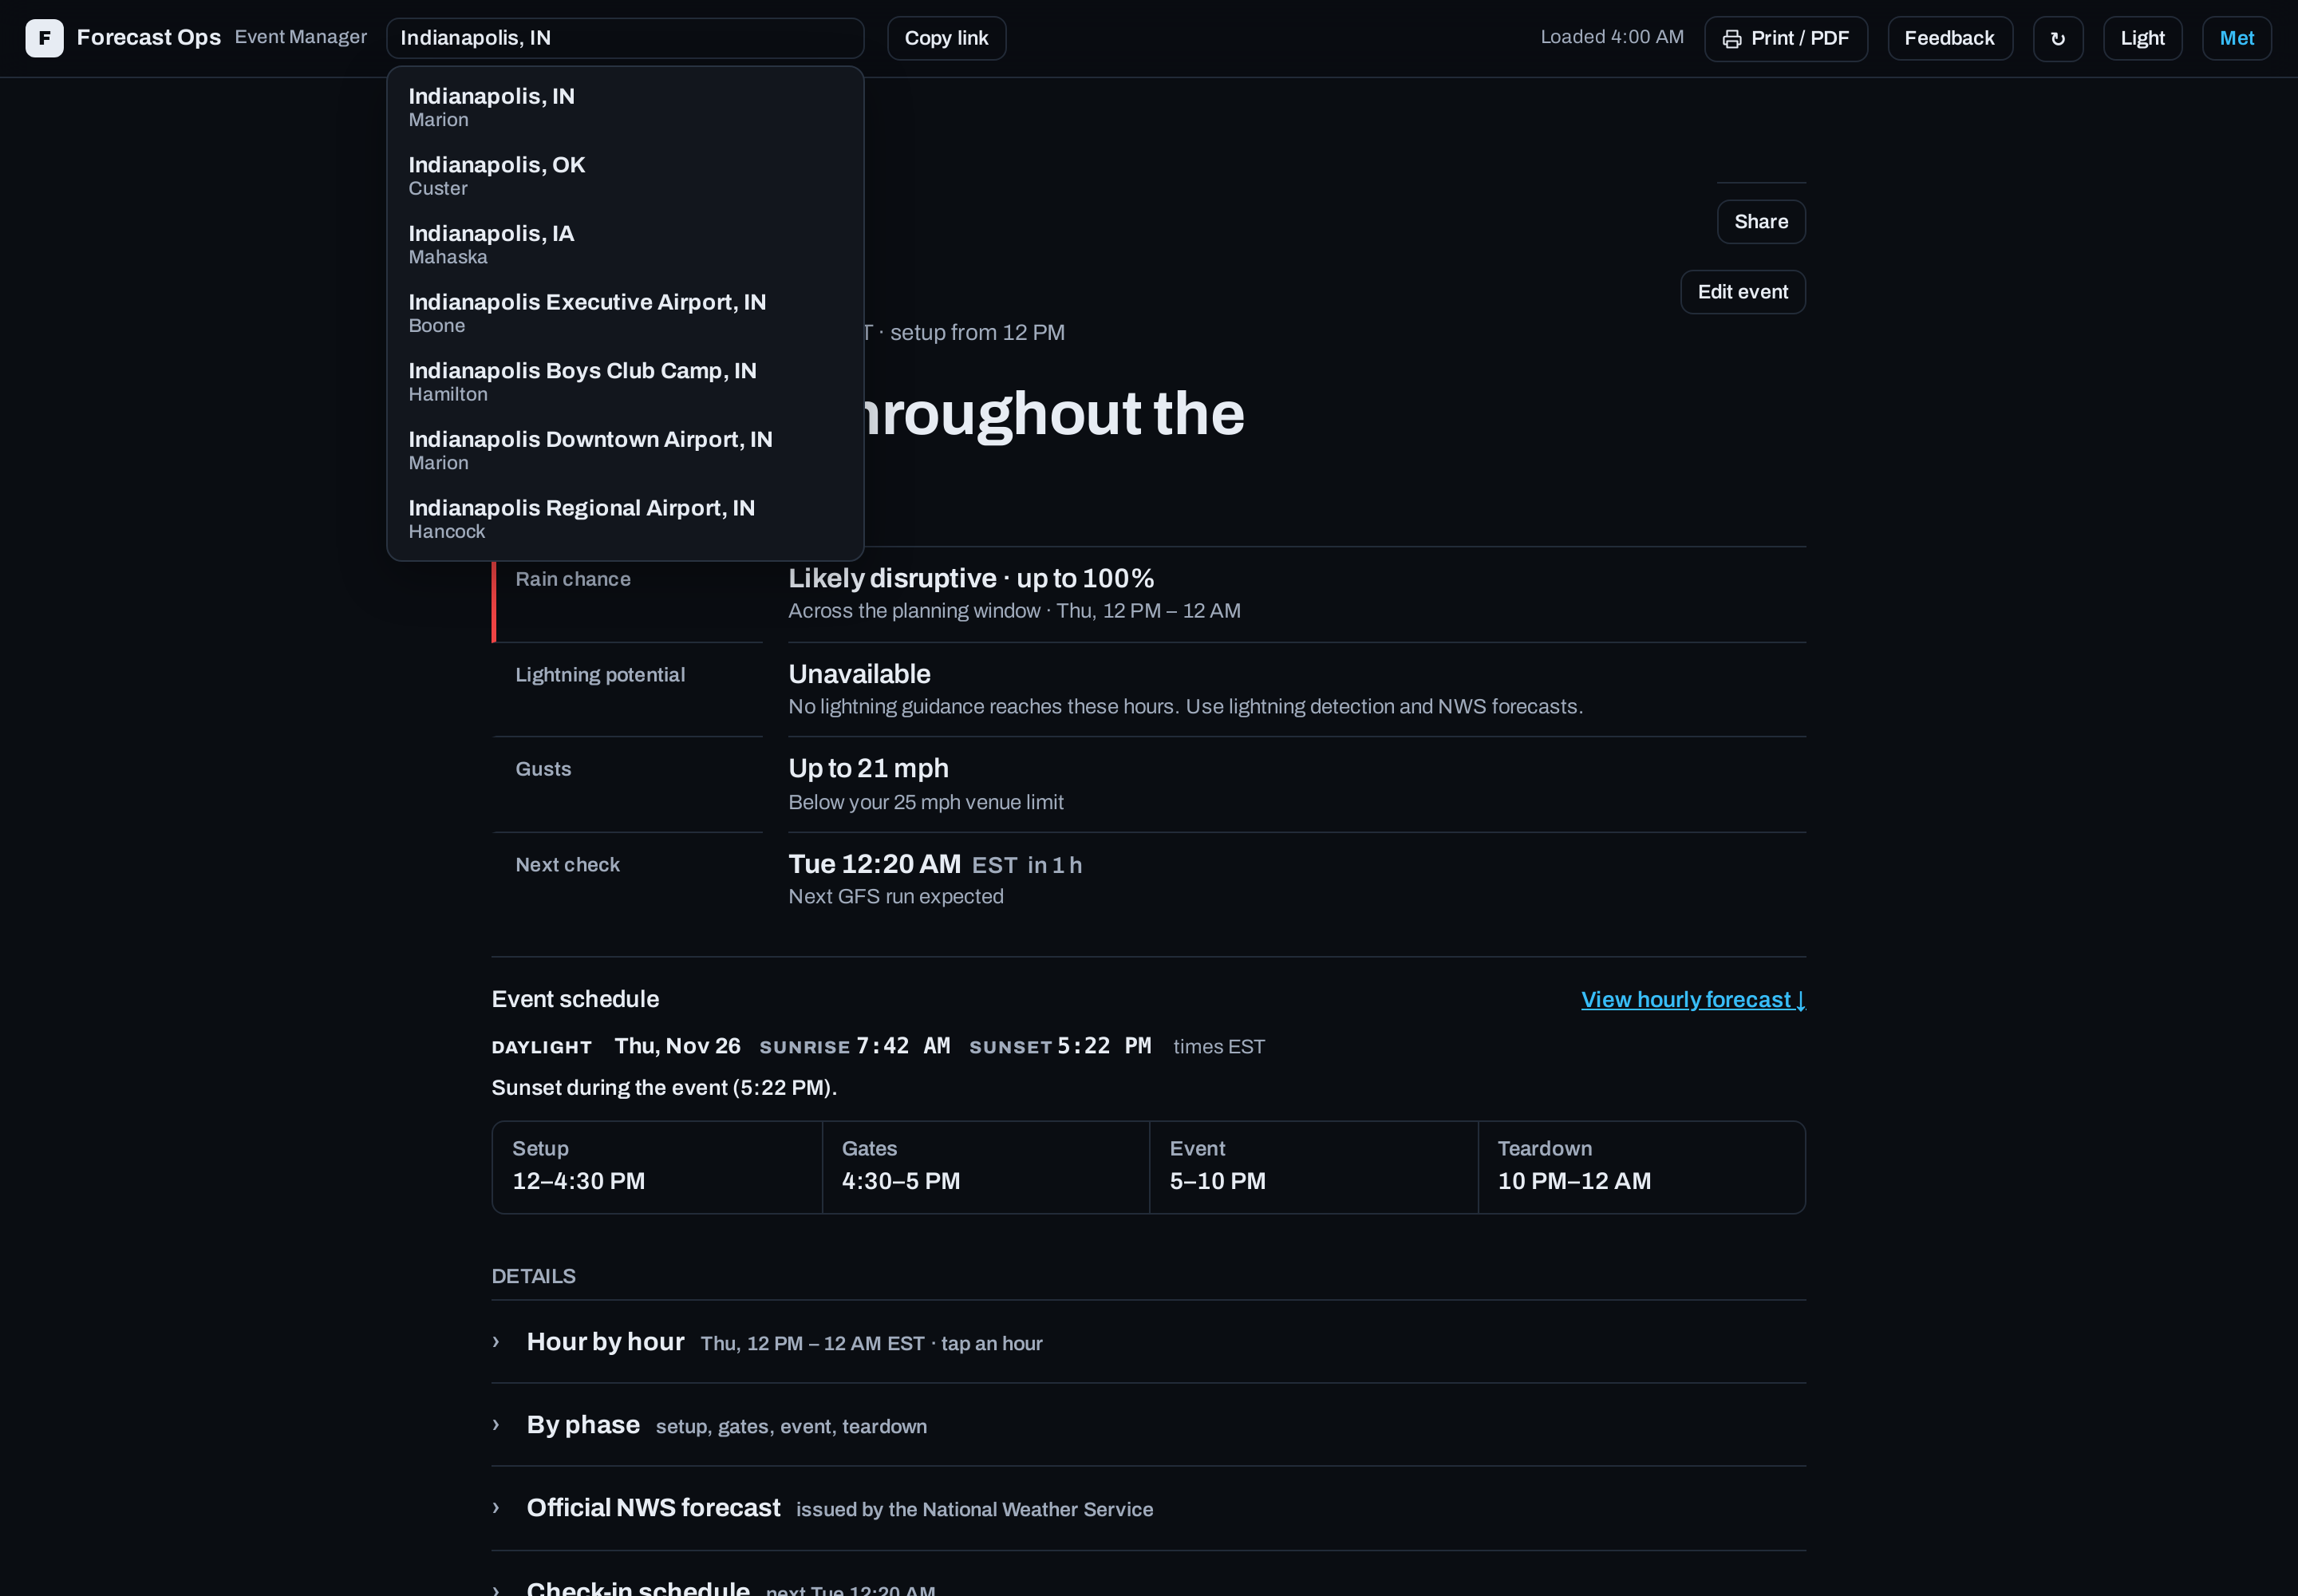 F Forecast Ops Event Manager Indianapolis, IN Copy link Loaded 4:00 AM Print / PDF Feedback ↻ Light Met
Indianapolis, IN
Marion
Indianapolis, OK
Custer
Indianapolis, IA
Mahaska
Indianapolis Executive Airport, IN
Boone
Indianapolis Boys Club Camp, IN
Hamilton
Indianapolis Downtown Airport, IN
Marion
Indianapolis Regional Airport, IN
Hancock
Share
Edit event
T · setup from 12 PM
hroughout the
Rain chance
Likely disruptive · up to 100%
Across the planning window · Thu, 12 PM – 12 AM
Lightning potential
Unavailable
No lightning guidance reaches these hours. Use lightning detection and NWS forecasts.
Gusts
Up to 21 mph
Below your 25 mph venue limit
Next check
Tue 12:20 AM EST in 1 h
Next GFS run expected
Event schedule
View hourly forecast ↓
DAYLIGHT Thu, Nov 26 SUNRISE 7:42 AM SUNSET 5:22 PM times EST
Sunset during the event (5:22 PM).
Setup
12–4:30 PM
Gates
4:30–5 PM
Event
5–10 PM
Teardown
10 PM–12 AM
DETAILS
› Hour by hour Thu, 12 PM – 12 AM EST · tap an hour
› By phase setup, gates, event, teardown
› Official NWS forecast issued by the National Weather Service
› Check-in schedule next Tue 12:20 AM